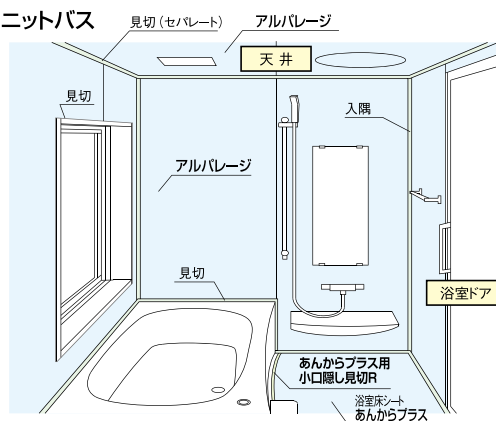 ニットバス
見切（セパレート）
アルパレージ
天井
見切
入隅
アルパレージ
見切
浴室ドア
あんからプラス用
小口隠し見切R
浴室床シート
あんからプラス